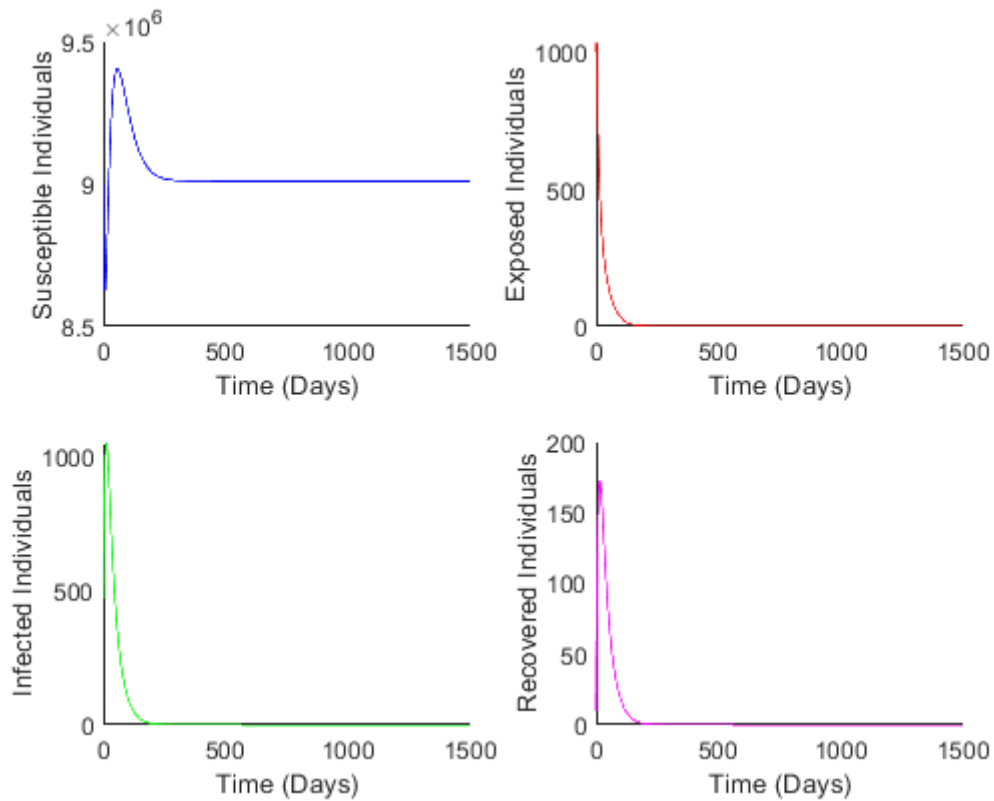 ×10^6
9.5
9
8.5
Susceptible Individuals
0 500 1000 1500
Time (Days)
1000
500
0
Exposed Individuals
0 500 1000 1500
Time (Days)
1000
500
0
Infected Individuals
0 500 1000 1500
Time (Days)
200
150
100
50
0
Recovered Individuals
0 500 1000 1500
Time (Days)